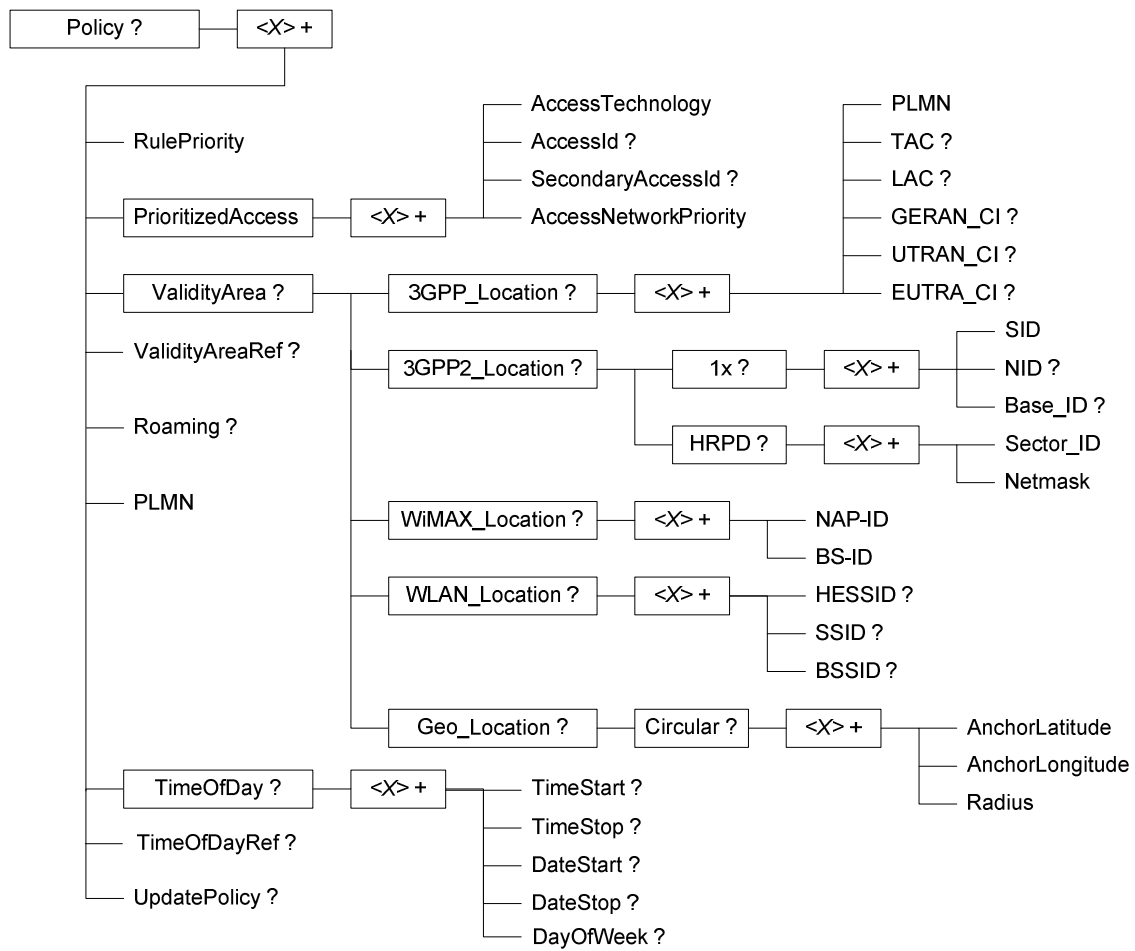 Policy ?
<X> +
RulePriority
PrioritizedAccess
<X> +
AccessTechnology
AccessId ?
SecondaryAccessId ?
AccessNetworkPriority
ValidityArea ?
3GPP_Location ?
<X> +
PLMN
TAC ?
LAC ?
GERAN_CI ?
UTRAN_CI ?
EUTRA_CI ?
3GPP2_Location ?
1x ?
<X> +
SID
NID ?
Base_ID ?
HRPD ?
<X> +
Sector_ID
Netmask
WiMAX_Location ?
<X> +
NAP-ID
BS-ID
WLAN_Location ?
<X> +
HESSID ?
SSID ?
BSSID ?
Geo_Location ?
Circular ?
<X> +
AnchorLatitude
AnchorLongitude
Radius
ValidityAreaRef ?
Roaming ?
PLMN
TimeOfDay ?
<X> +
TimeStart ?
TimeStop ?
DateStart ?
DateStop ?
DayOfWeek ?
TimeOfDayRef ?
UpdatePolicy ?